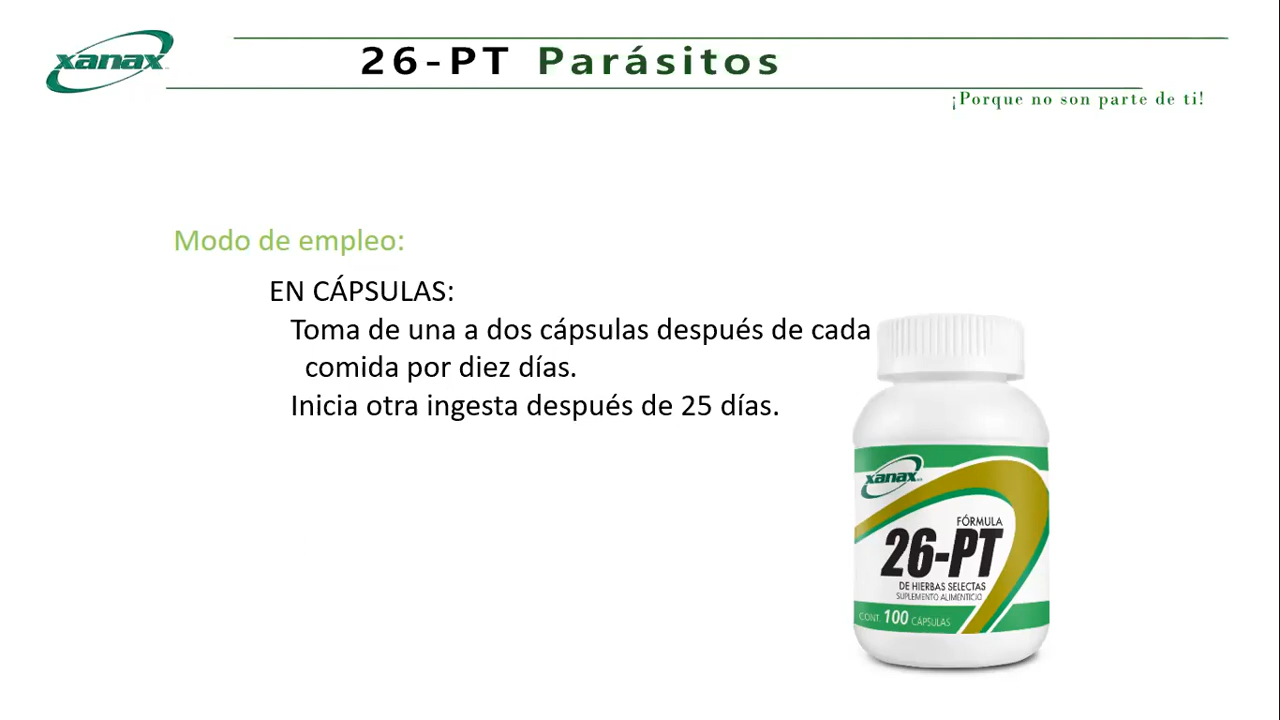 xanax
26-PT Parásitos
¡Porque no son parte de ti!
Modo de empleo:
EN CÁPSULAS:
Toma de una a dos cápsulas después de cada
comida por diez días.
Inicia otra ingesta después de 25 días.
xanax
FÓRMULA
26-PT
DE HIERBAS SELECTAS
SUPLEMENTO ALIMENTICIO
CONT. 100 CÁPSULAS